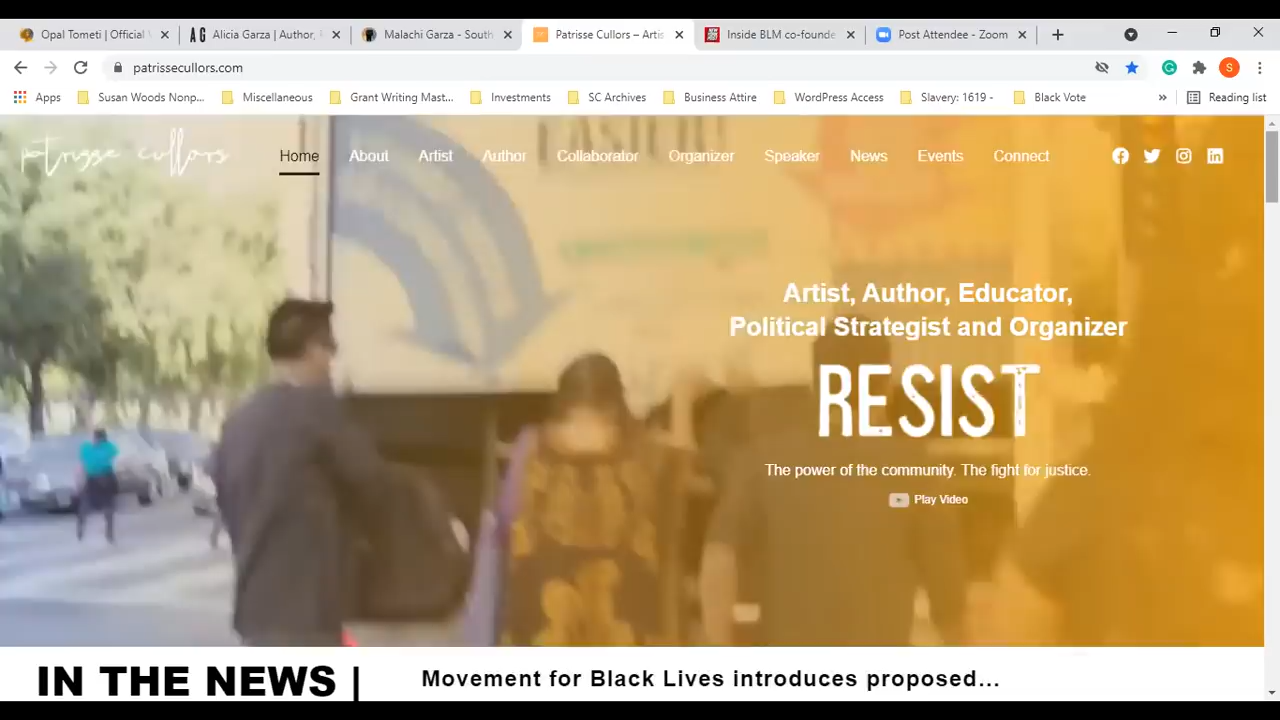 Opal Tometi | Official
Alicia Garza | Author,
Malachi Garza - South
Patrisse Cullors – Artis
Inside BLM co-founde
Post Attendee - Zoom
patrissecullors.com
S
Apps
Susan Woods Nonp...
Miscellaneous
Grant Writing Mast...
Investments
SC Archives
Business Attire
WordPress Access
Slavery: 1619 -
Black Vote
»
Reading list
patrisse cullors
Home
About
Artist
Author
Collaborator
Organizer
Speaker
News
Events
Connect
Artist, Author, Educator,
Political Strategist and Organizer
RESIST
The power of the community. The fight for justice.
Play Video
IN THE NEWS |
Movement for Black Lives introduces proposed...